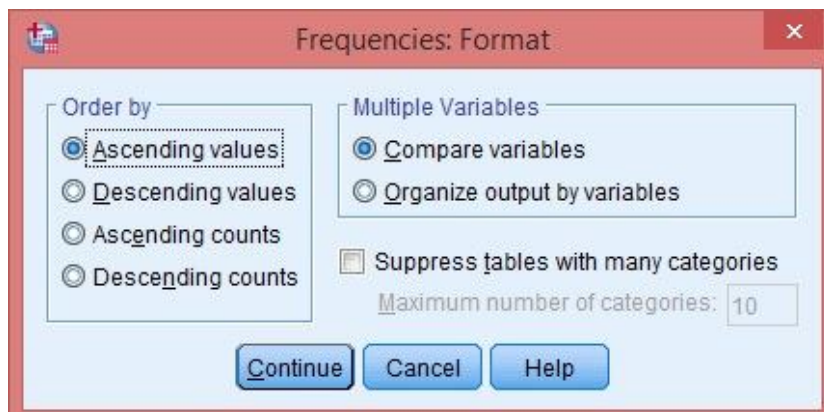 Frequencies: Format
Order by
Ascending values
Descending values
Ascending counts
Descending counts
Multiple Variables
Compare variables
Organize output by variables
Suppress tables with many categories
Maximum number of categories: 10
Continue Cancel Help